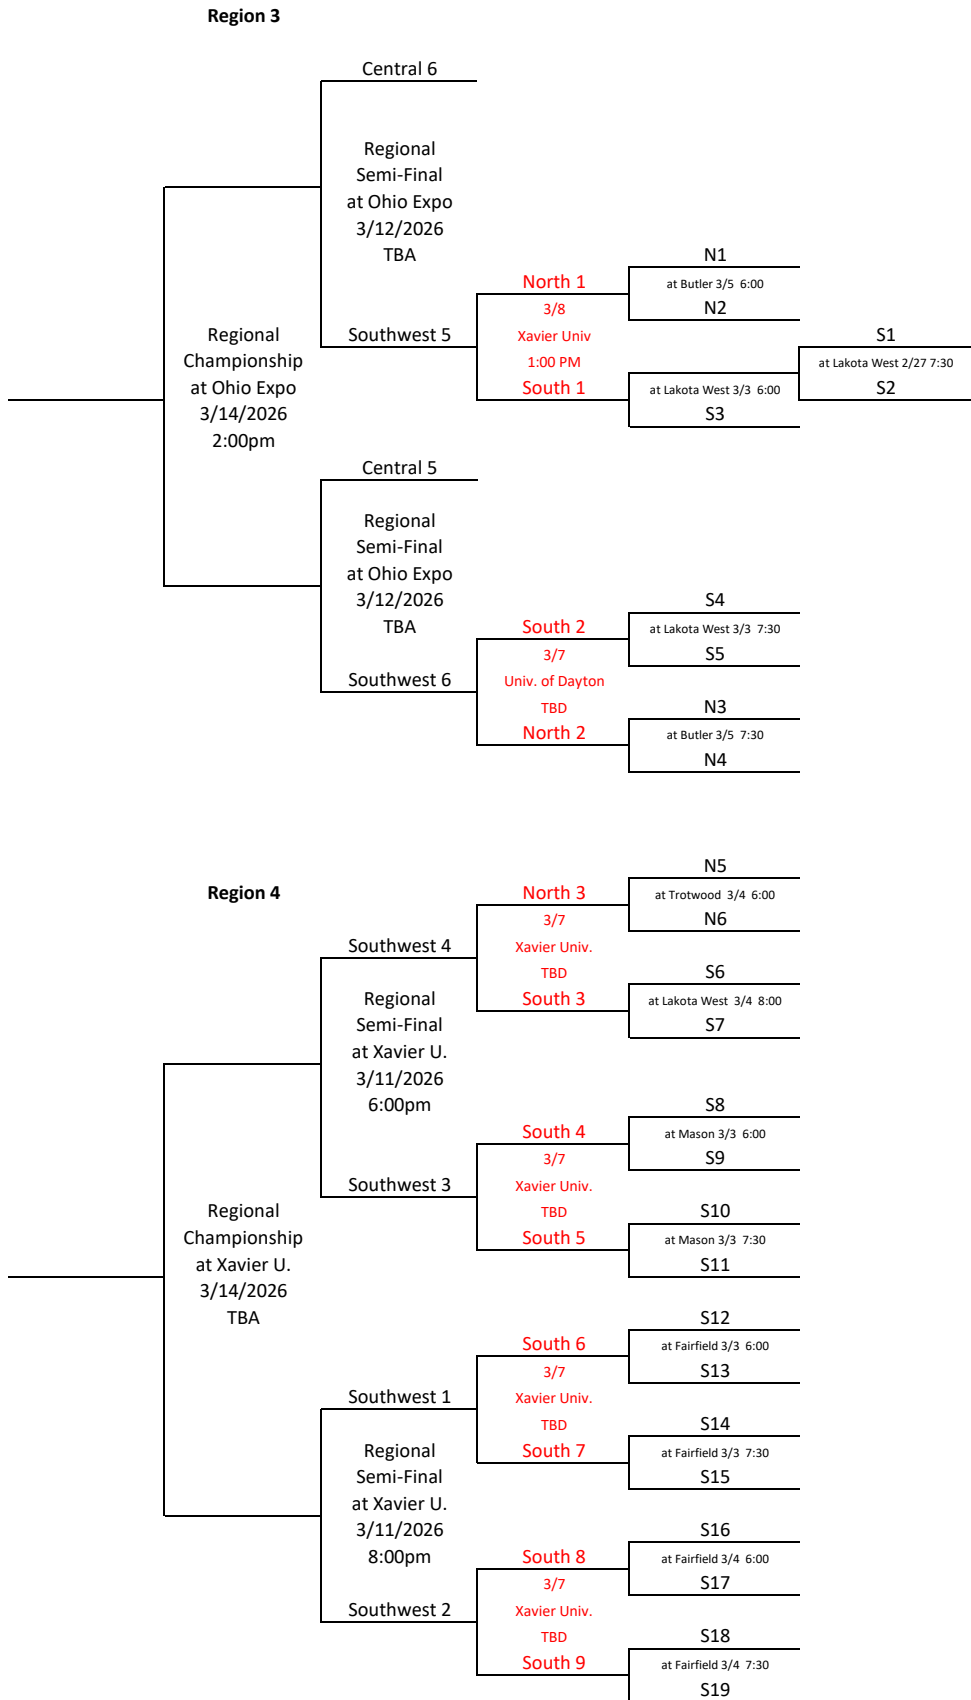 Region 3
Central 6
Regional
Semi-Final
at Ohio Expo
3/12/2026
TBA
N1
North 1
at Butler 3/5  6:00
3/8
N2
Southwest 5
Xavier Univ
S1
Regional
Championship
at Ohio Expo
3/14/2026
2:00pm
1:00 PM
at Lakota West 2/27 7:30
South 1
at Lakota West 3/3  6:00
S2
S3
Central 5
Regional
Semi-Final
at Ohio Expo
3/12/2026
TBA
S4
South 2
at Lakota West 3/3  7:30
3/7
S5
Southwest 6
Univ. of Dayton
TBD
N3
North 2
at Butler 3/5  7:30
N4
N5
Region 4
North 3
at Trotwood  3/4  6:00
3/7
N6
Southwest 4
Xavier Univ.
TBD
S6
South 3
at Lakota West  3/4  8:00
S7
Regional
Semi-Final
at Xavier U.
3/11/2026
6:00pm
S8
South 4
at Mason 3/3  6:00
3/7
S9
Southwest 3
Xavier Univ.
TBD
S10
South 5
at Mason 3/3  7:30
S11
Regional
Championship
at Xavier U.
3/14/2026
TBA
S12
South 6
at Fairfield 3/3  6:00
3/7
S13
Southwest 1
Xavier Univ.
TBD
S14
South 7
at Fairfield 3/3  7:30
S15
Regional
Semi-Final
at Xavier U.
3/11/2026
8:00pm
S16
South 8
at Fairfield 3/4  6:00
3/7
S17
Southwest 2
Xavier Univ.
TBD
S18
South 9
at Fairfield 3/4  7:30
S19